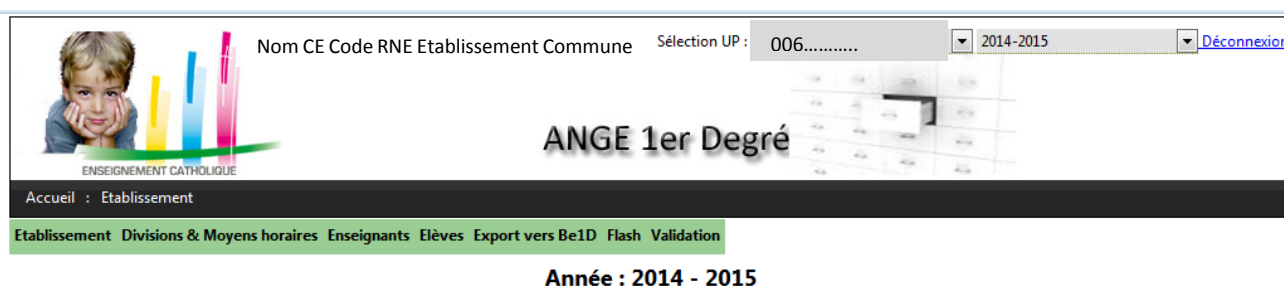 Nom CE Code RNE Etablissement Commune Sélection UP : 006........... 2014-2015 Déconnexion
ANGE 1er Degré
ENSEIGNEMENT CATHOLIQUE
Accueil : Etablissement
Etablissement Divisions & Moyens horaires Enseignants Elèves Export vers Be1D Flash Validation
Année : 2014 - 2015